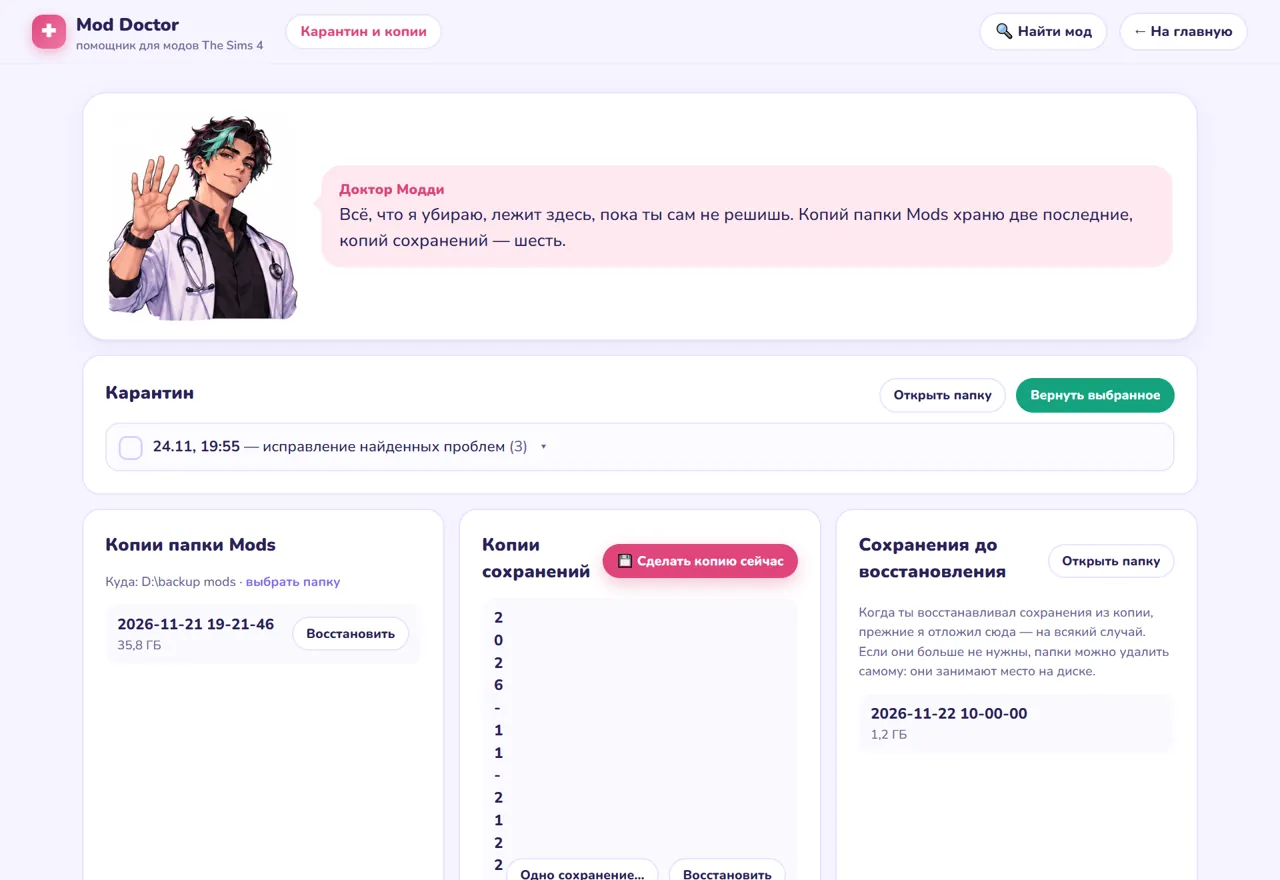 Mod Doctor
помощник для модов The Sims 4
Карантин и копии
🔍 Найти мод
← На главную
Доктор Модди
Всё, что я убираю, лежит здесь, пока ты сам не решишь. Копий папки Mods храню две последние,
копий сохранений — шесть.
Карантин
Открыть папку
Вернуть выбранное
24.11, 19:55 — исправление найденных проблем (3)
Копии папки Mods
Куда: D:\backup mods · выбрать папку
2026-11-21 19-21-46
35,8 ГБ
Восстановить
Копии
сохранений
💾 Сделать копию сейчас
2
0
2
6
-
1
1
-
2
1
2
2
Одно сохранение...
Восстановить
Сохранения до
восстановления
Открыть папку
Когда ты восстанавливал сохранения из копии,
прежние я отложил сюда — на всякий случай.
Если они больше не нужны, папки можно удалить
самому: они занимают место на диске.
2026-11-22 10-00-00
1,2 ГБ